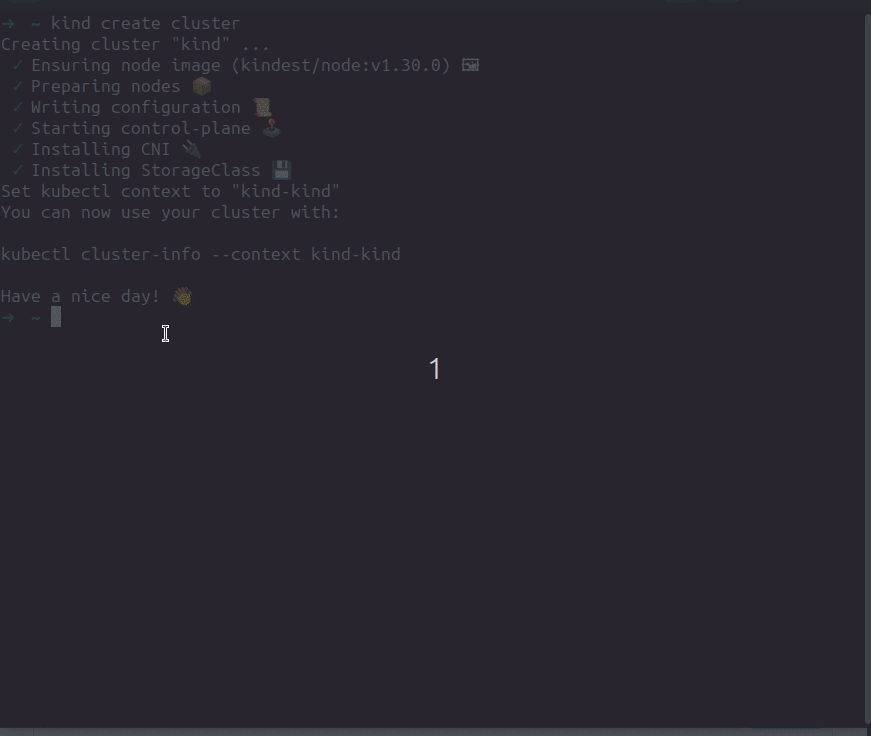 ➜ ~ kind create cluster
Creating cluster "kind" ...
✓ Ensuring node image (kindest/node:v1.30.0) 🖼
✓ Preparing nodes 📦
✓ Writing configuration 📜
✓ Starting control-plane 🕹️
✓ Installing CNI 🔌
✓ Installing StorageClass 💾
Set kubectl context to "kind-kind"
You can now use your cluster with:

kubectl cluster-info --context kind-kind

Have a nice day! 👋
➜ ~
1